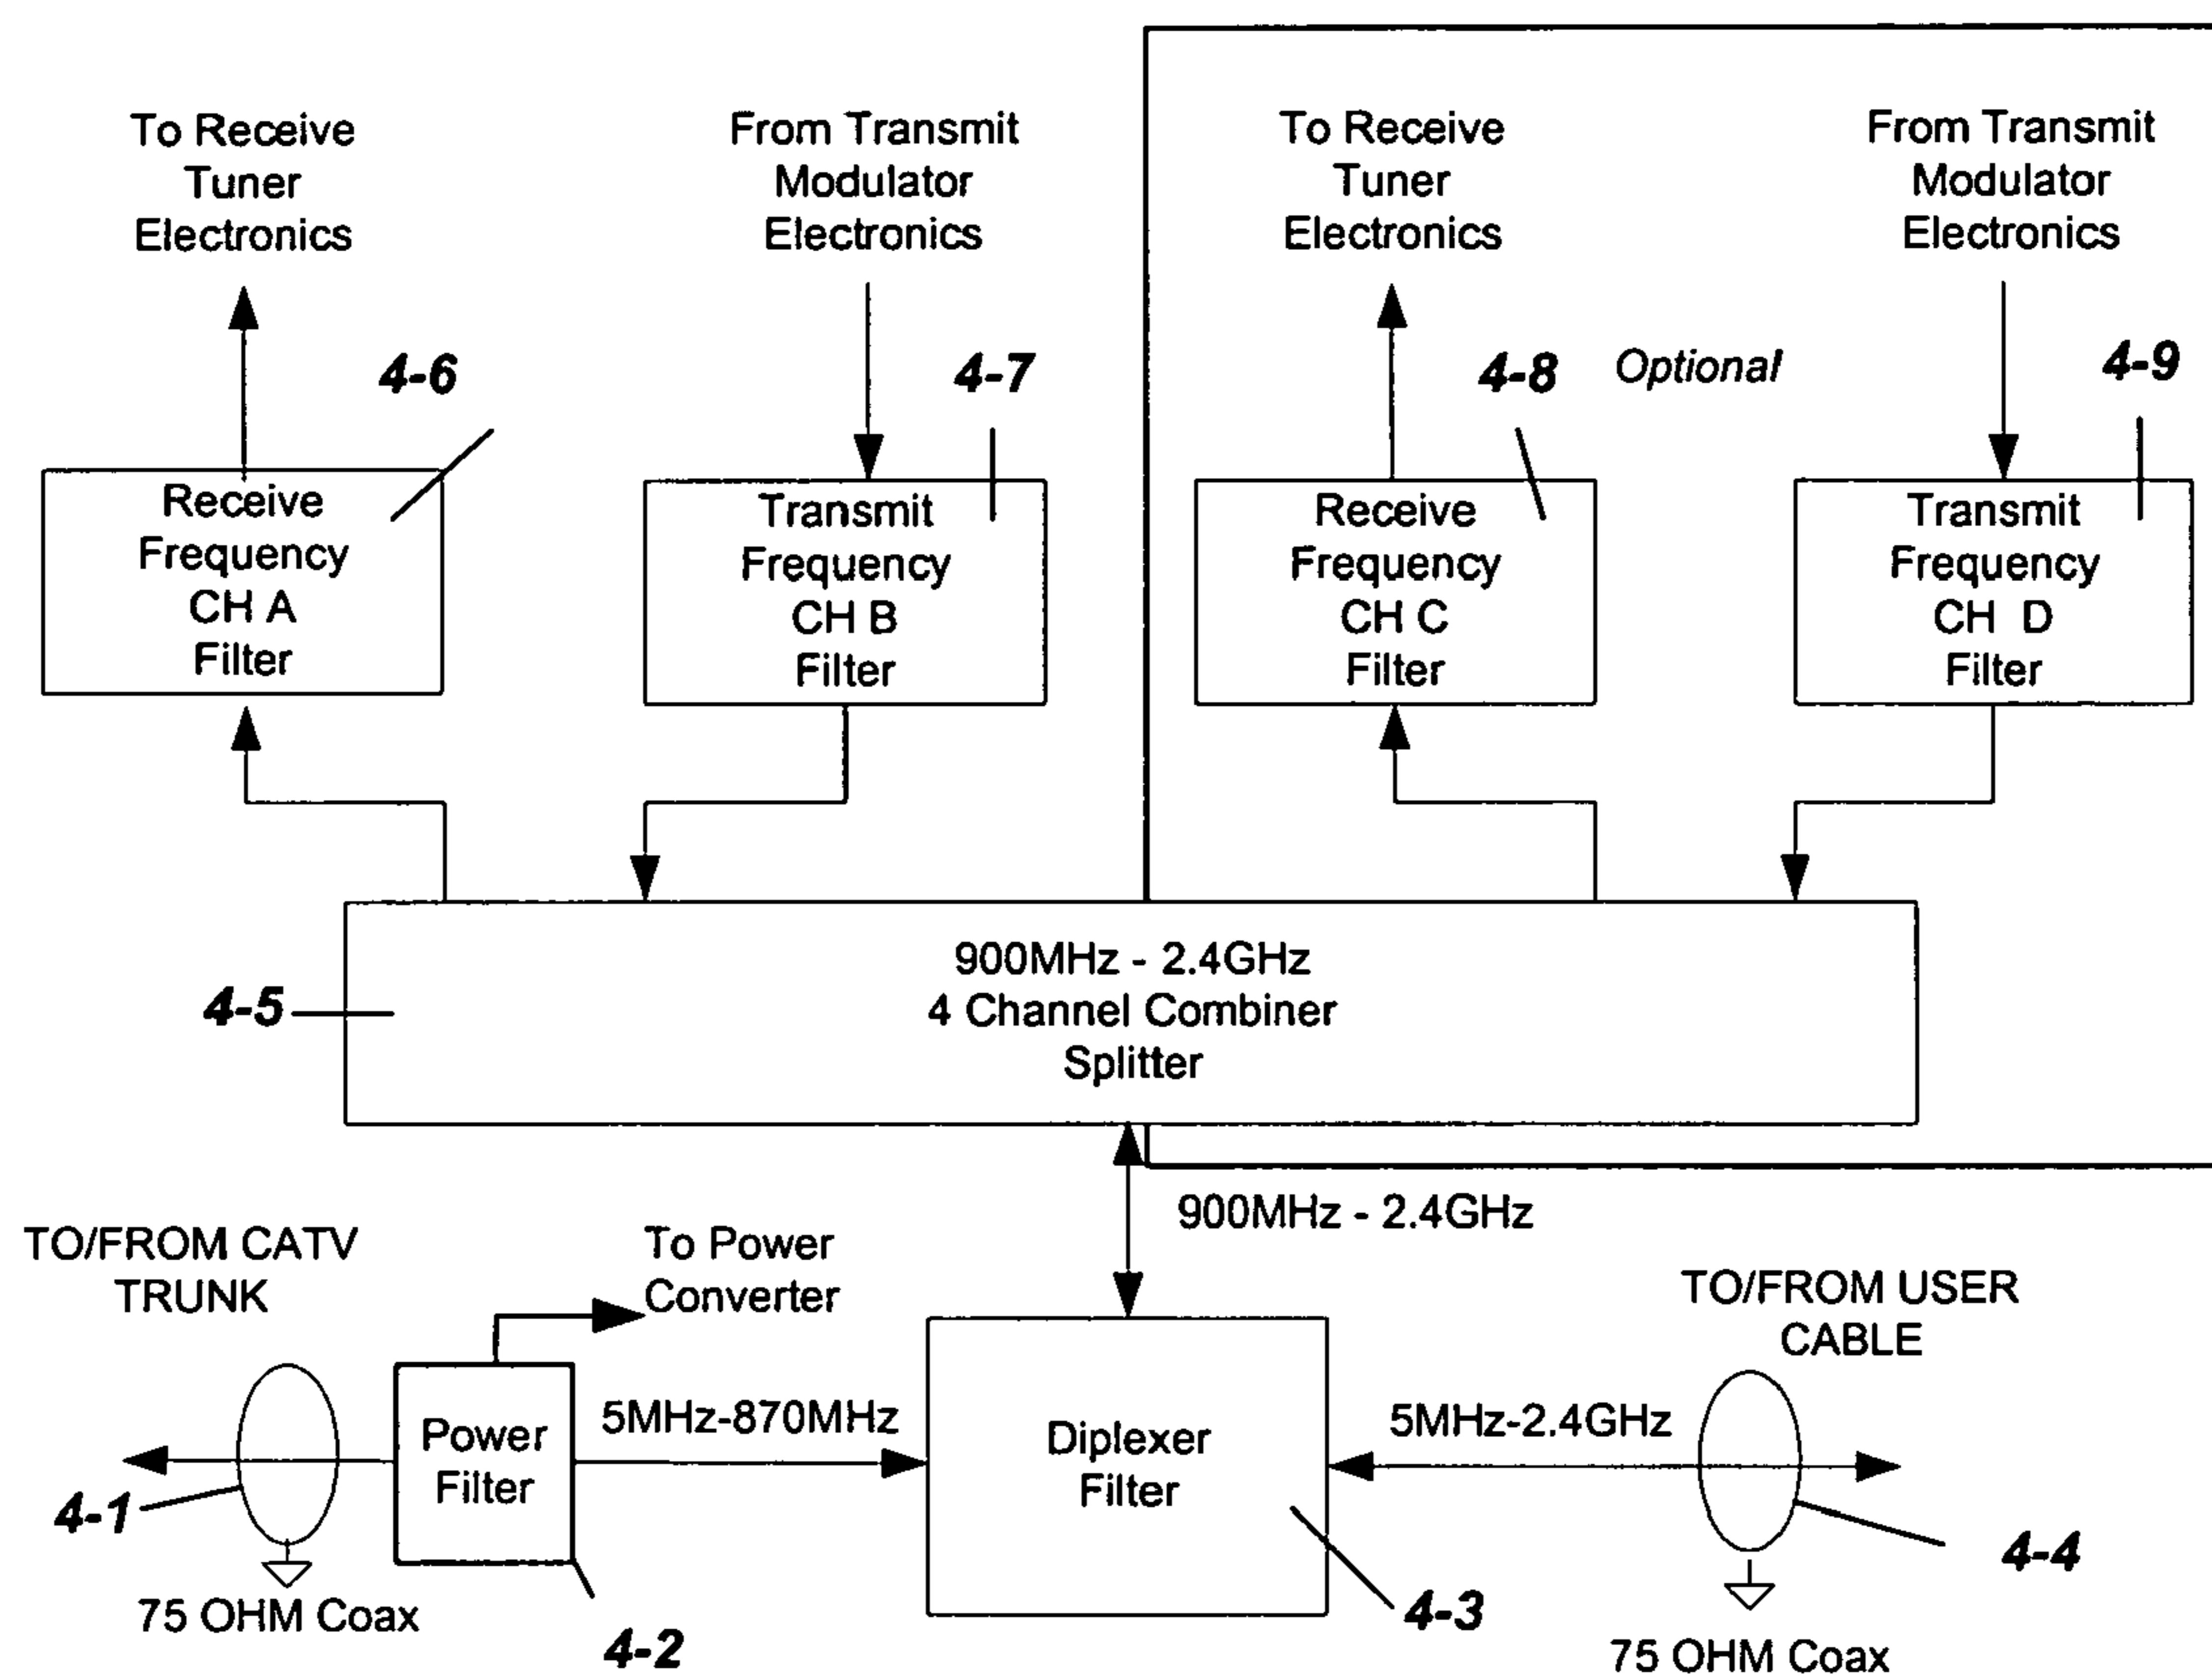 To Receive
Tuner
Electronics
From Transmit
Modulator
Electronics
To Receive
Tuner
Electronics
From Transmit
Modulator
Electronics
4-6
4-7
4-8
Optional
4-9
Receive
Frequency
CH A
Filter
Transmit
Frequency
CH B
Filter
Receive
Frequency
CH C
Filter
Transmit
Frequency
CH D
Filter
900MHz - 2.4GHz
4 Channel Combiner
Splitter
4-5
900MHz - 2.4GHz
TO/FROM CATV
TRUNK
To Power
Converter
TO/FROM USER
CABLE
Power
Filter
5MHz-870MHz
Diplexer
Filter
5MHz-2.4GHz
4-1
75 OHM Coax
4-2
4-3
4-4
75 OHM Coax